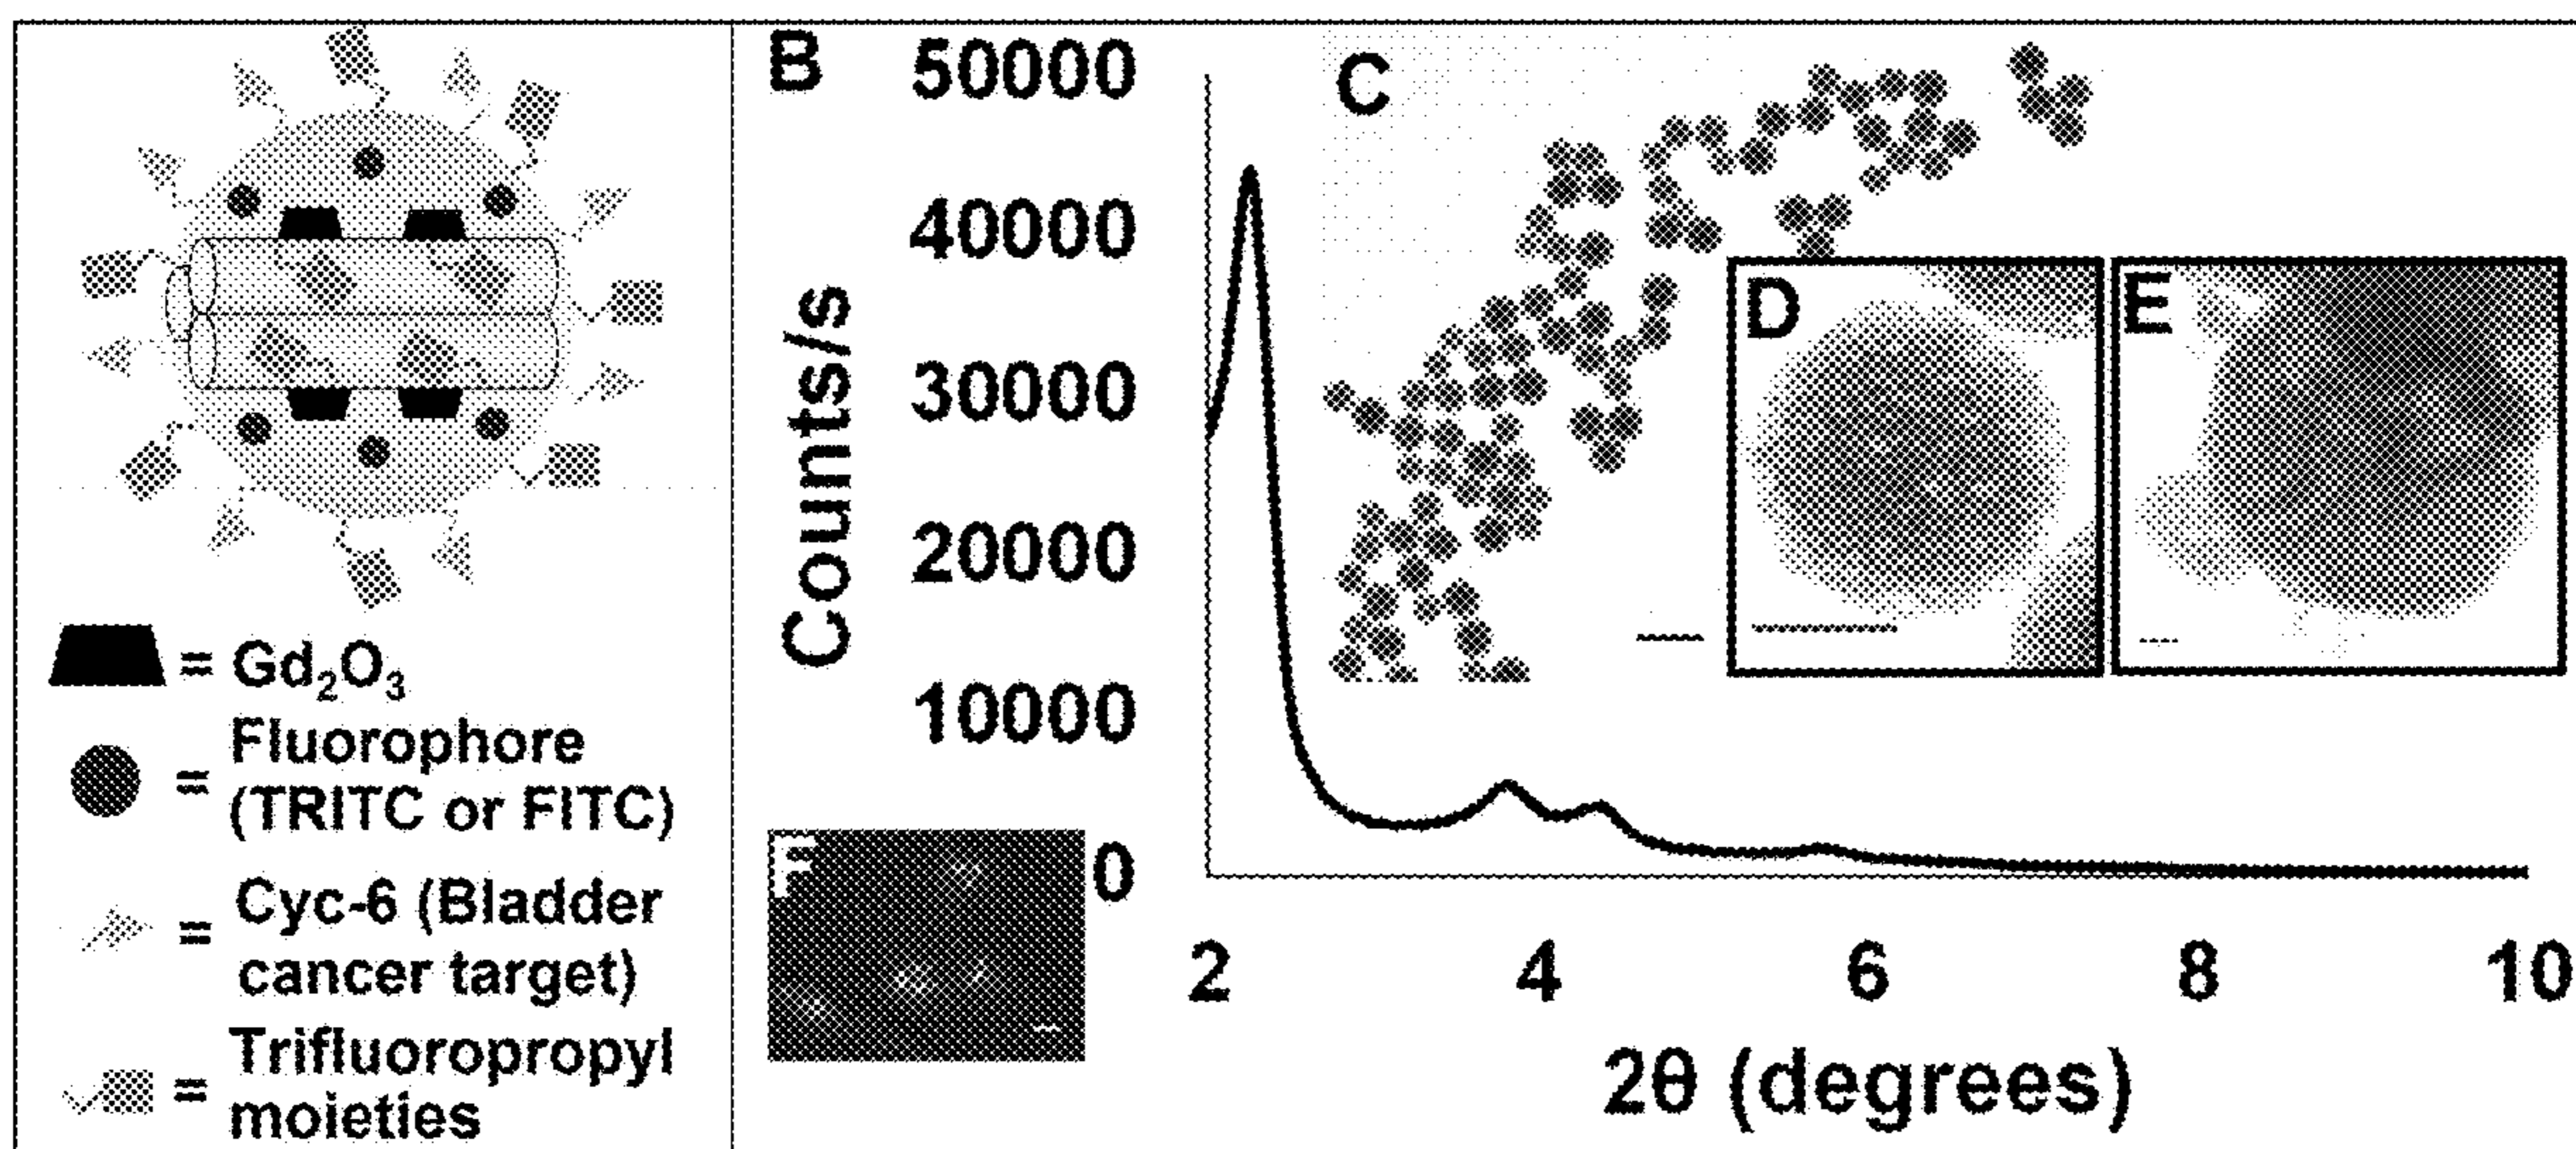 = Gd₂O₃
= Fluorophore
(TRITC or FITC)
= Cyc-6 (Bladder
cancer target)
= Trifluoropropyl
moieties
B
50000
40000
30000
20000
10000
0
Counts/s
2 4 6 8 10
2θ (degrees)
C
D
E
F